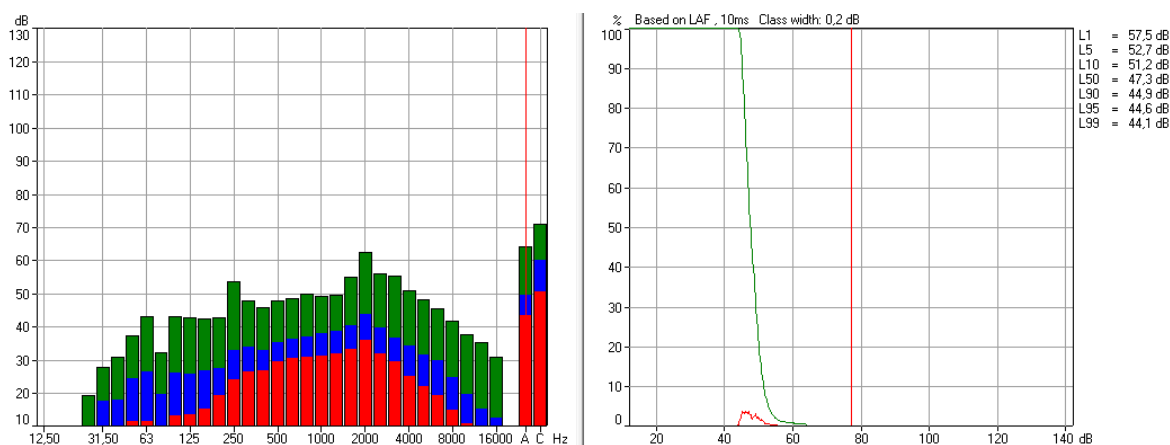 dB
130
120
110
100
90
80
70
60
50
40
30
20
10
12,50 31,50 63 125 250 500 1000 2000 4000 8000 16000 A C Hz
% Based on LAF , 10ms Class width: 0,2 dB
100
90
80
70
60
50
40
30
20
10
0
20 40 60 80 100 120 140 dB
L1 = 57,5 dB
L5 = 52,7 dB
L10 = 51,2 dB
L50 = 47,3 dB
L90 = 44,9 dB
L95 = 44,6 dB
L99 = 44,1 dB